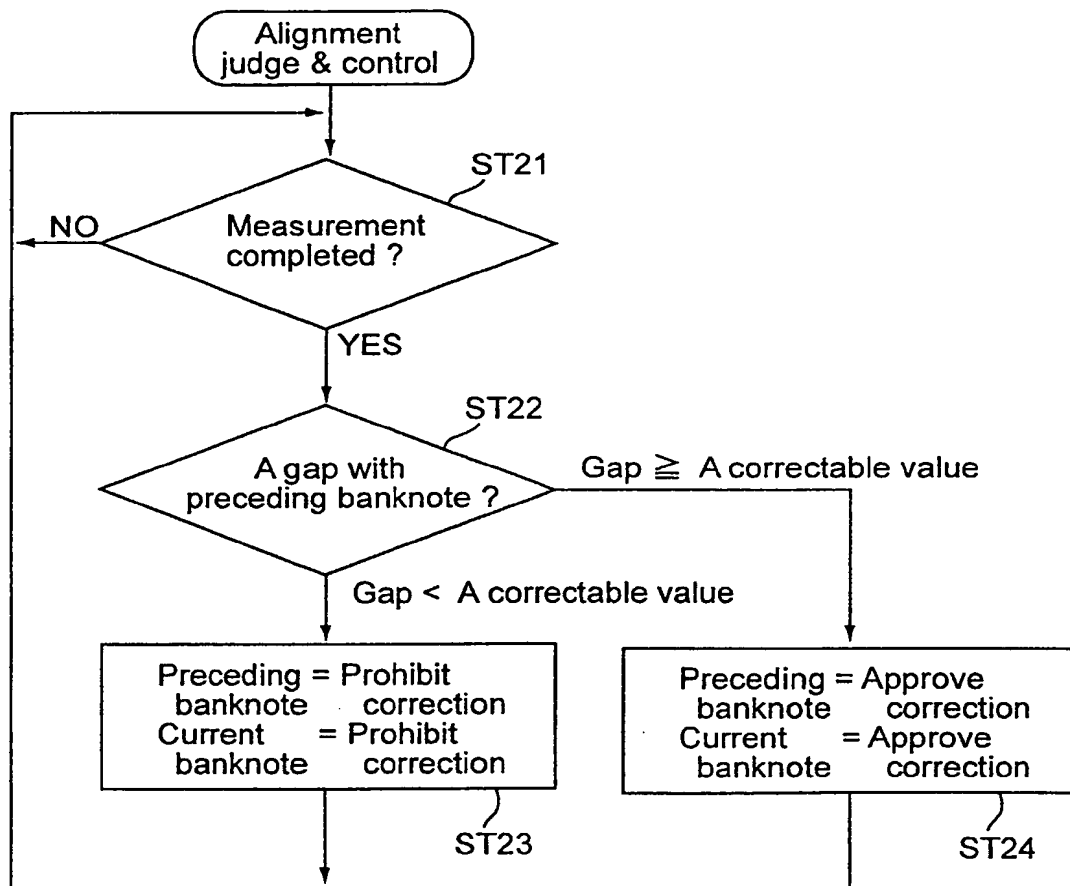 Alignment
judge & control
ST21
NO
Measurement
completed ?
YES
ST22
A gap with
preceding banknote ?
Gap ≧ A correctable value
Gap < A correctable value
Preceding = Prohibit
banknote correction
Current = Prohibit
banknote correction
Preceding = Approve
banknote correction
Current = Approve
banknote correction
ST23
ST24